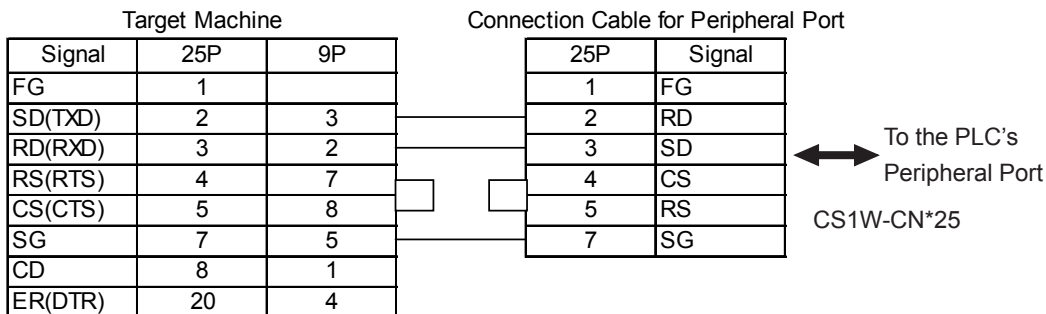 Target Machine Connection Cable for Peripheral Port
Signal 25P 9P 25P Signal
FG 1 1 FG
SD(TXD) 2 3 2 RD
RD(RXD) 3 2 3 SD
RS(RTS) 4 7 4 CS
CS(CTS) 5 8 5 RS
SG 7 5 7 SG
CD 8 1
ER(DTR) 20 4
To the PLC's
Peripheral Port
CS1W-CN*25